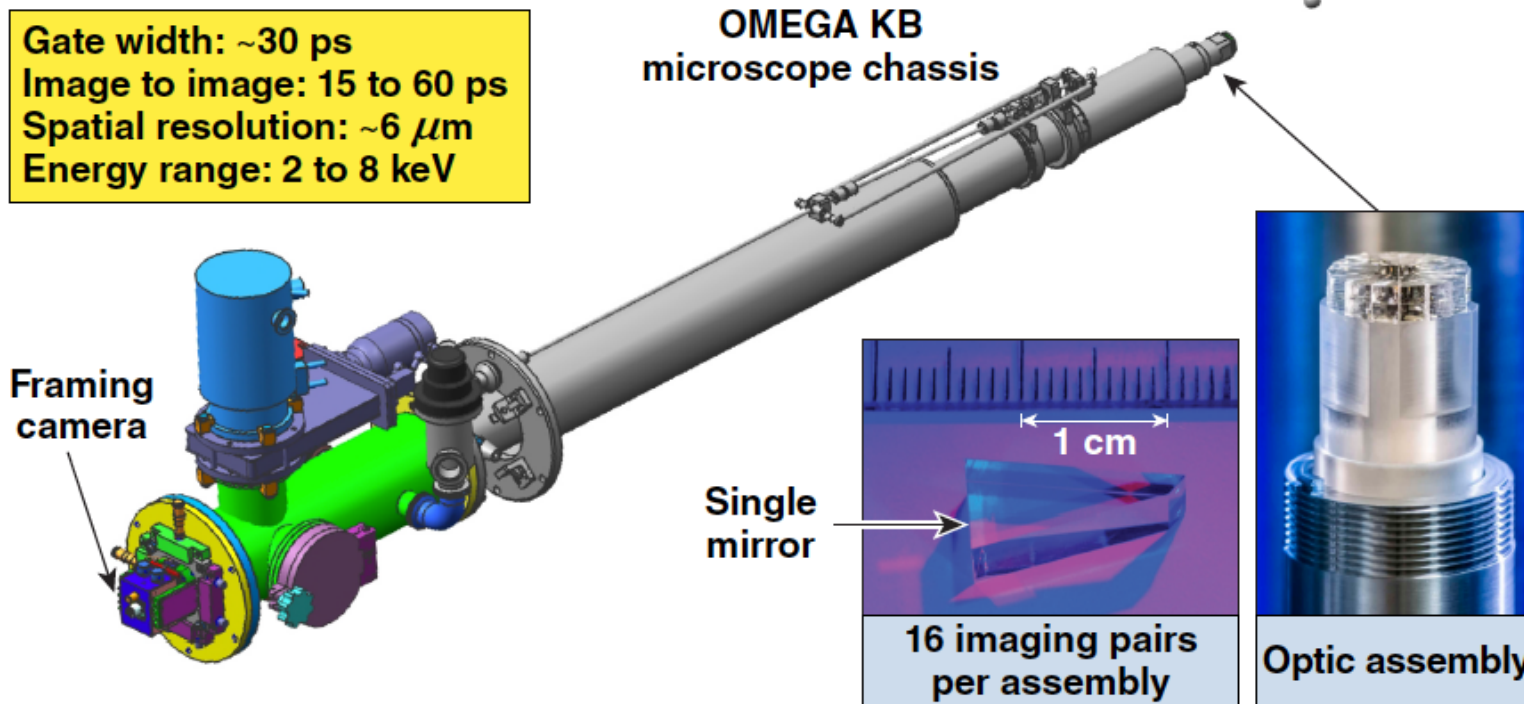 Gate width: ~30 ps
Image to image: 15 to 60 ps
Spatial resolution: ~6 μm
Energy range: 2 to 8 keV
OMEGA KB
microscope chassis
Framing
camera
1 cm
Single
mirror
16 imaging pairs
per assembly
Optic assembly